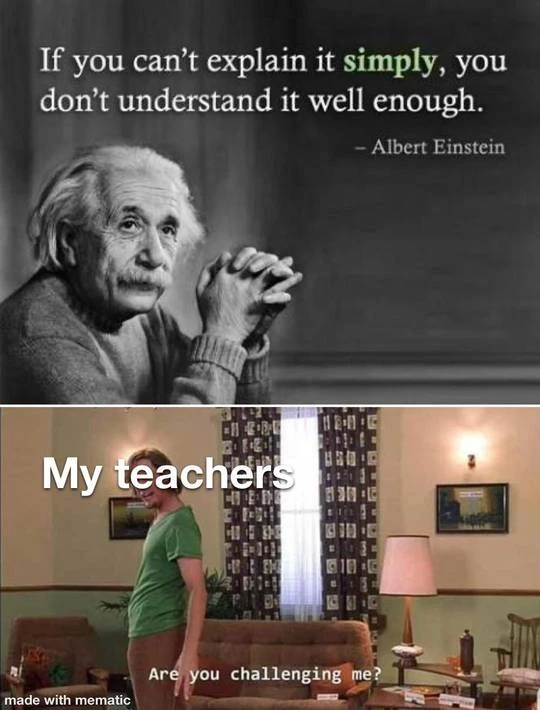 If you can't explain it simply, you
don't understand it well enough.
– Albert Einstein
My teachers
Are you challenging me?
made with mematic